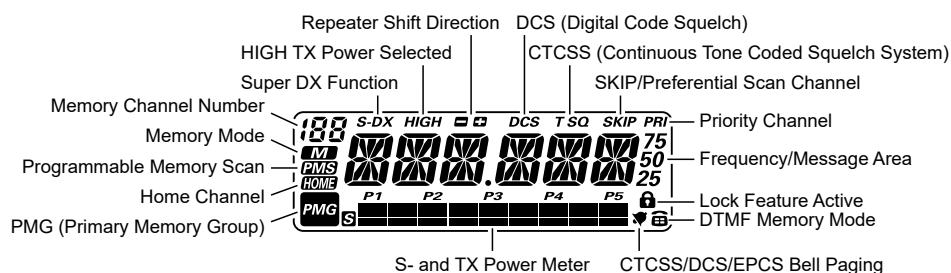 Repeater Shift Direction DCS (Digital Code Squelch)
HIGH TX Power Selected CTCSS (Continuous Tone Coded Squelch System)
Super DX Function SKIP/Preferential Scan Channel
Memory Channel Number
Memory Mode
Programmable Memory Scan
Home Channel
PMG (Primary Memory Group)
188 S-DX HIGH DCS T SQ SKIP PRI
M
PMS
HOME
75
50
25
P1 P2 P3 P4 P5
PMG S
Priority Channel
Frequency/Message Area
Lock Feature Active
DTMF Memory Mode
S- and TX Power Meter CTCSS/DCS/EPCS Bell Paging